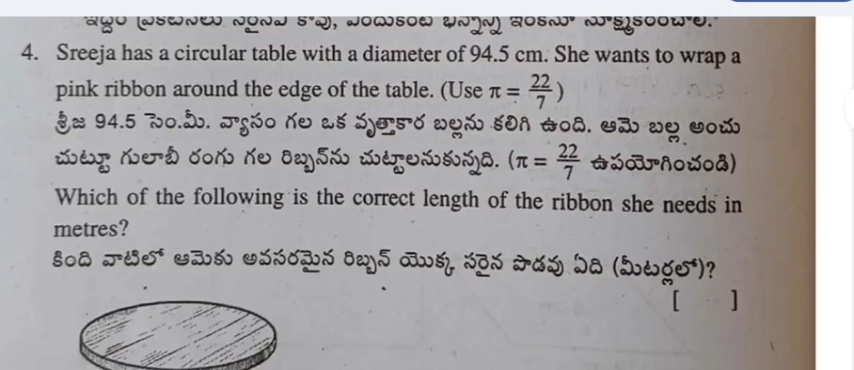 4. Sreeja has a circular table with a diameter of 94.5 cm. She wants to wrap a
pink ribbon around the edge of the table. (Use π = 22/7)
శ్రీజ 94.5 సెం.మీ. వ్యాసం గల ఒక వృత్తాకార బల్లను కలిగి ఉంది. ఆమె బల్ల అంచు
చుట్టూ గులాబీ రంగు గల రిబ్బన్‌ను చుట్టాలనుకున్నది. (π = 22/7 ఉపయోగించండి)
Which of the following is the correct length of the ribbon she needs in
metres?
కింది వాటిలో ఆమెకు అవసరమైన రిబ్బన్ యొక్క సరైన పొడవు ఏది (మీటర్లలో)?
[ ]